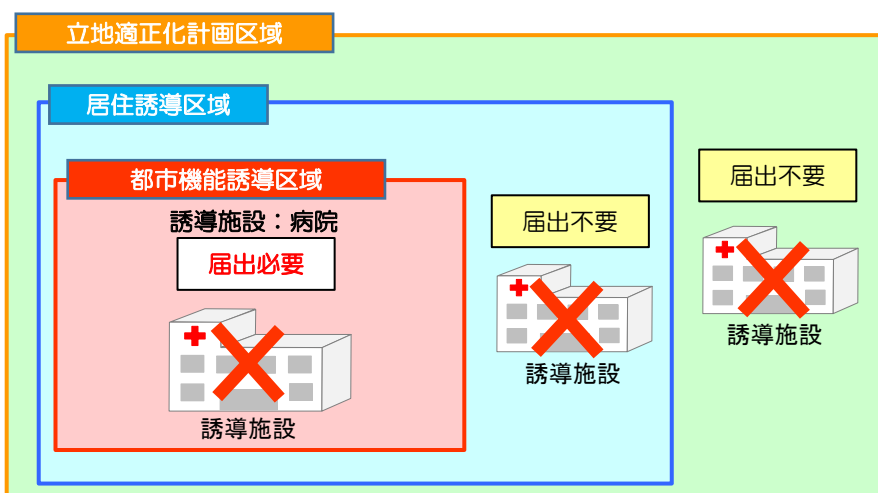 立地適正化計画区域
居住誘導区域
都市機能誘導区域
誘導施設：病院
届出必要
誘導施設
届出不要
誘導施設
届出不要
誘導施設